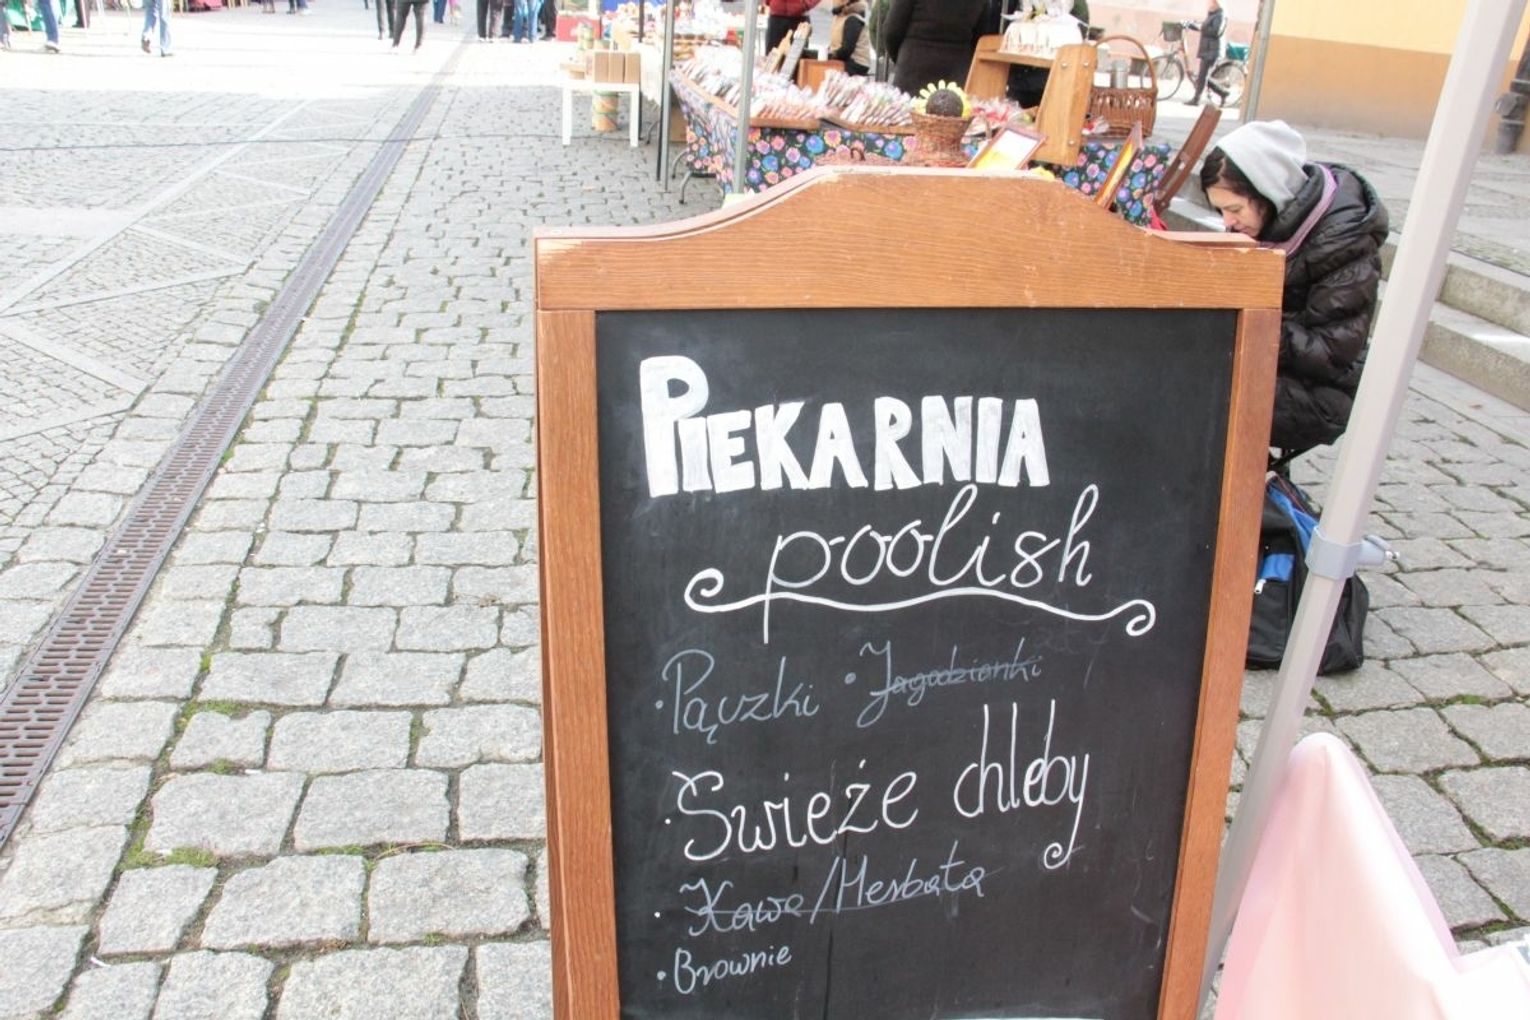 PIEKARNIA
poolish
• Pączki • Jagodzianki
• Świeże chleby
• Kawa/Herbata
• Brownie